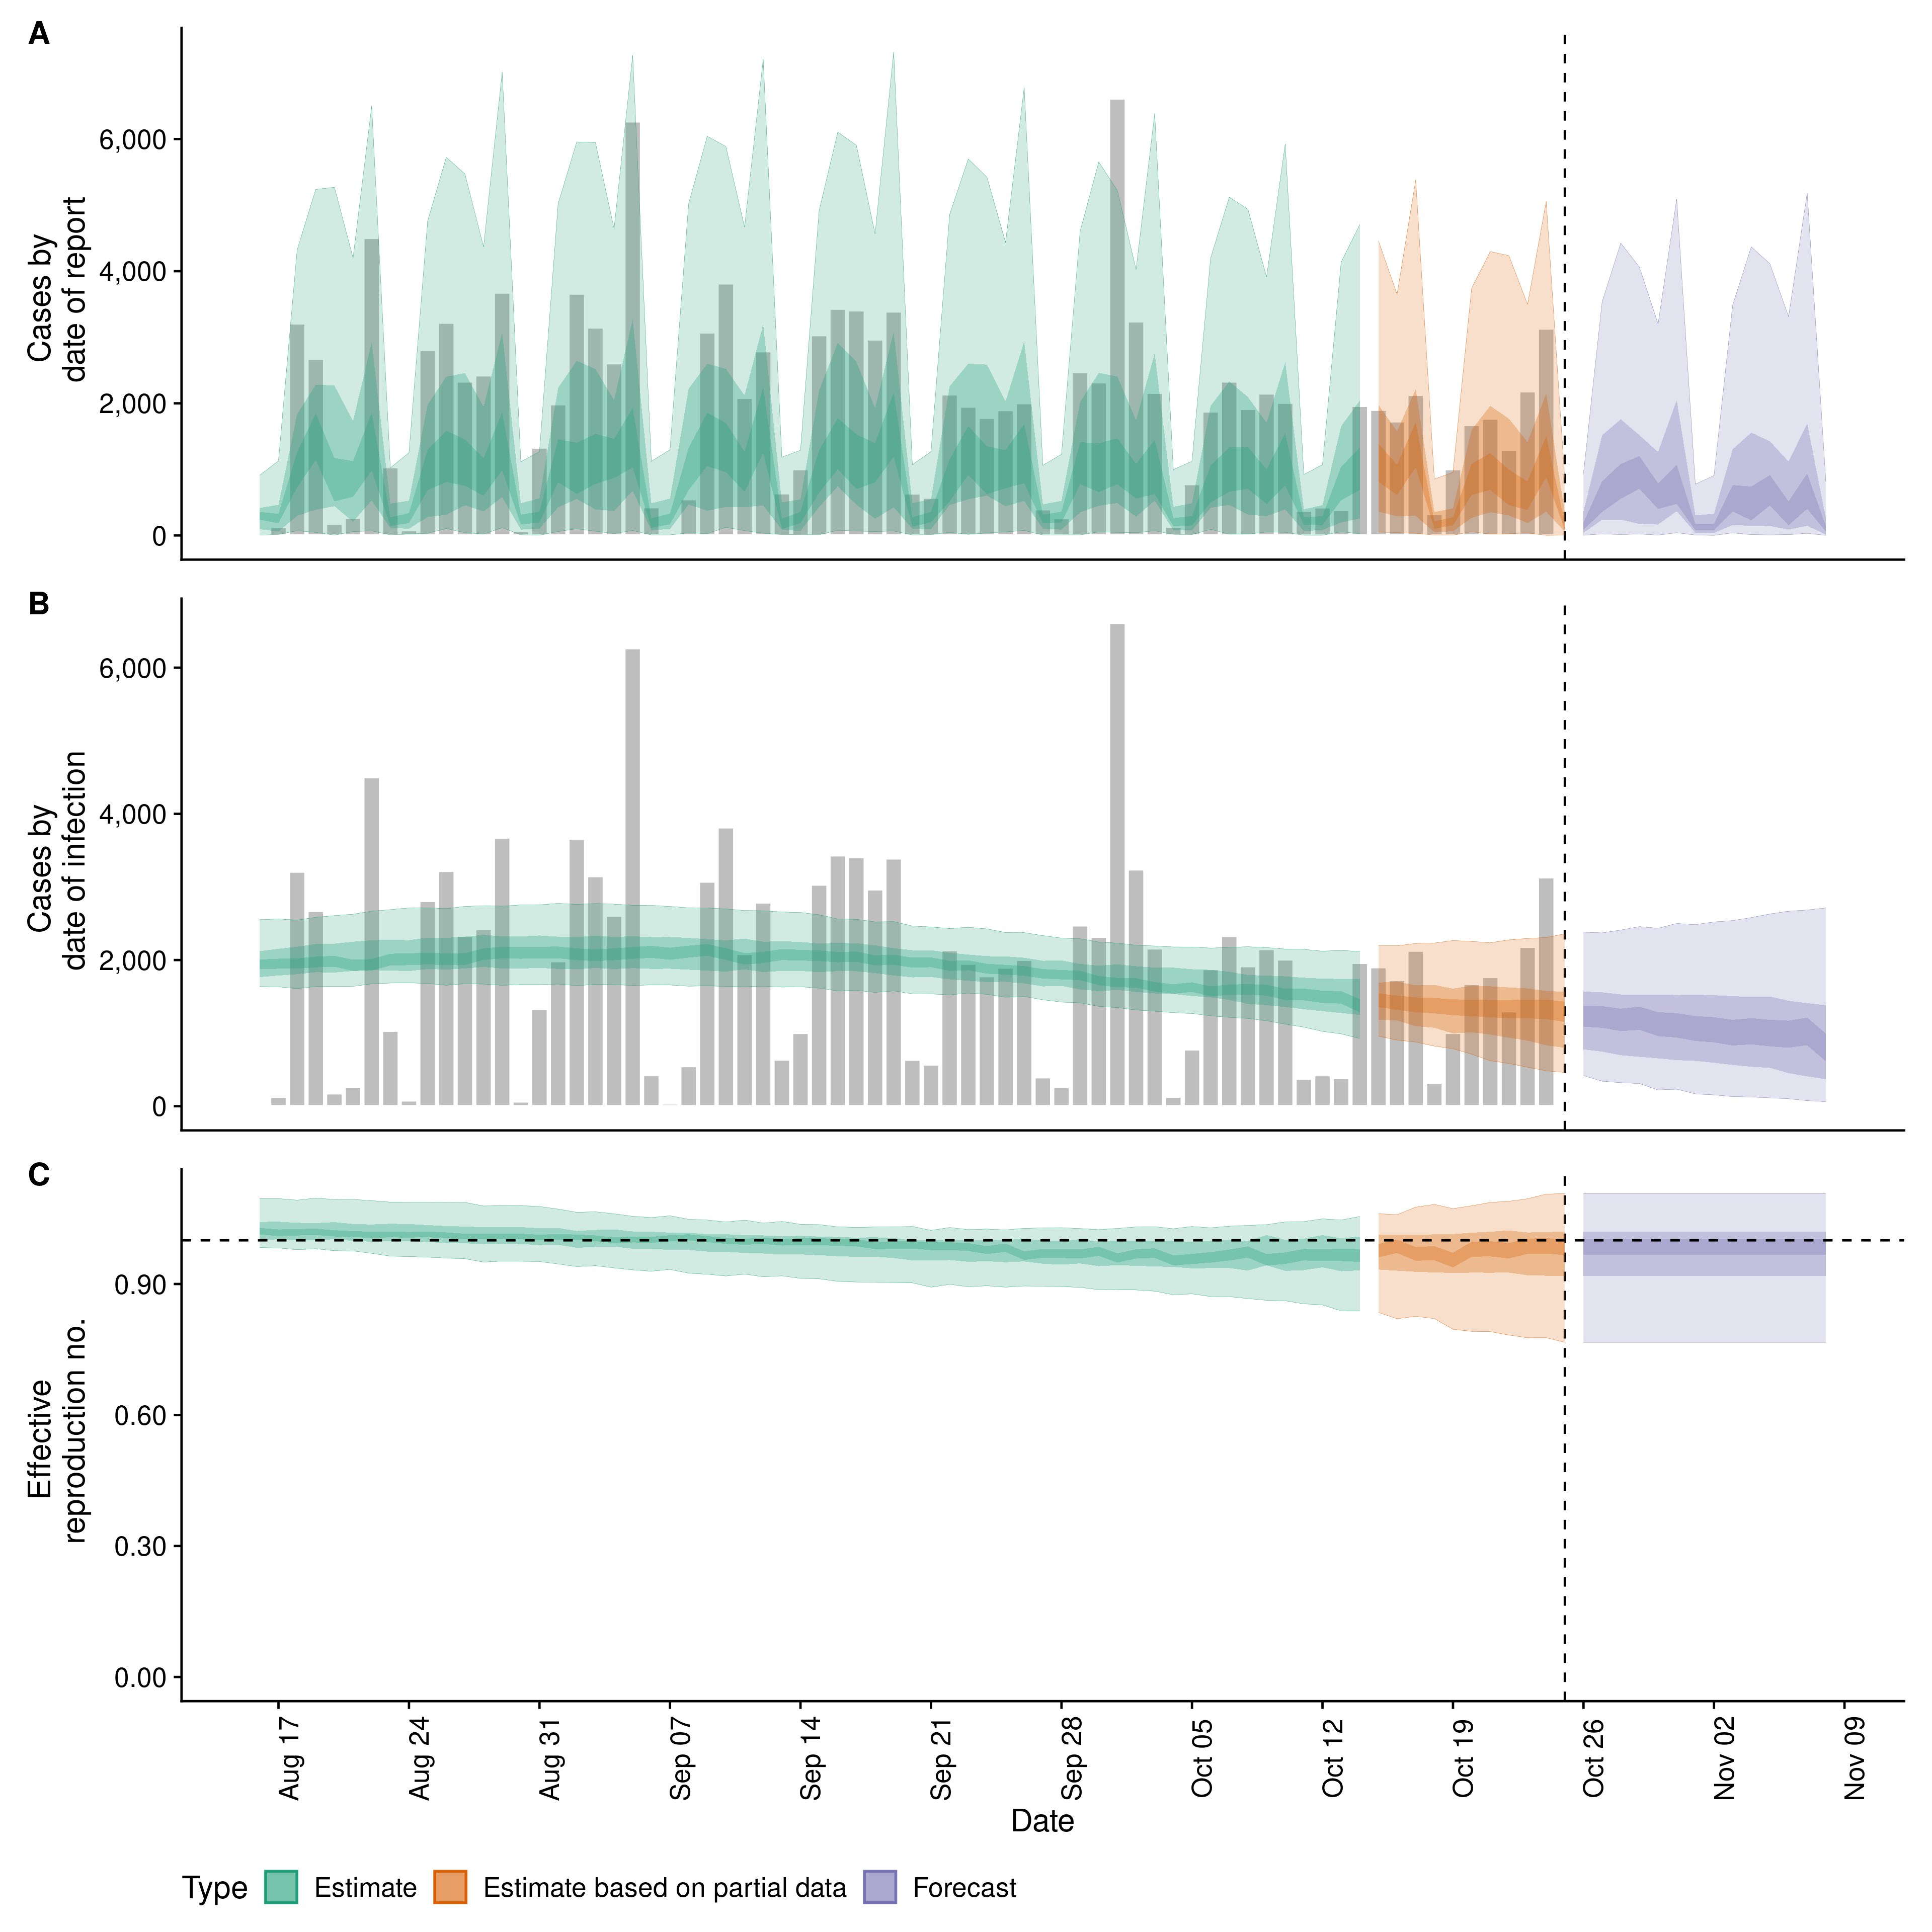 A
Cases by
date of report
6,000
4,000
2,000
0
B
Cases by
date of infection
6,000
4,000
2,000
0
C
Effective
reproduction no.
0.90
0.60
0.30
0.00
Aug 17
Aug 24
Aug 31
Sep 07
Sep 14
Sep 21
Sep 28
Oct 05
Oct 12
Oct 19
Oct 26
Nov 02
Nov 09
Date
Type
Estimate
Estimate based on partial data
Forecast